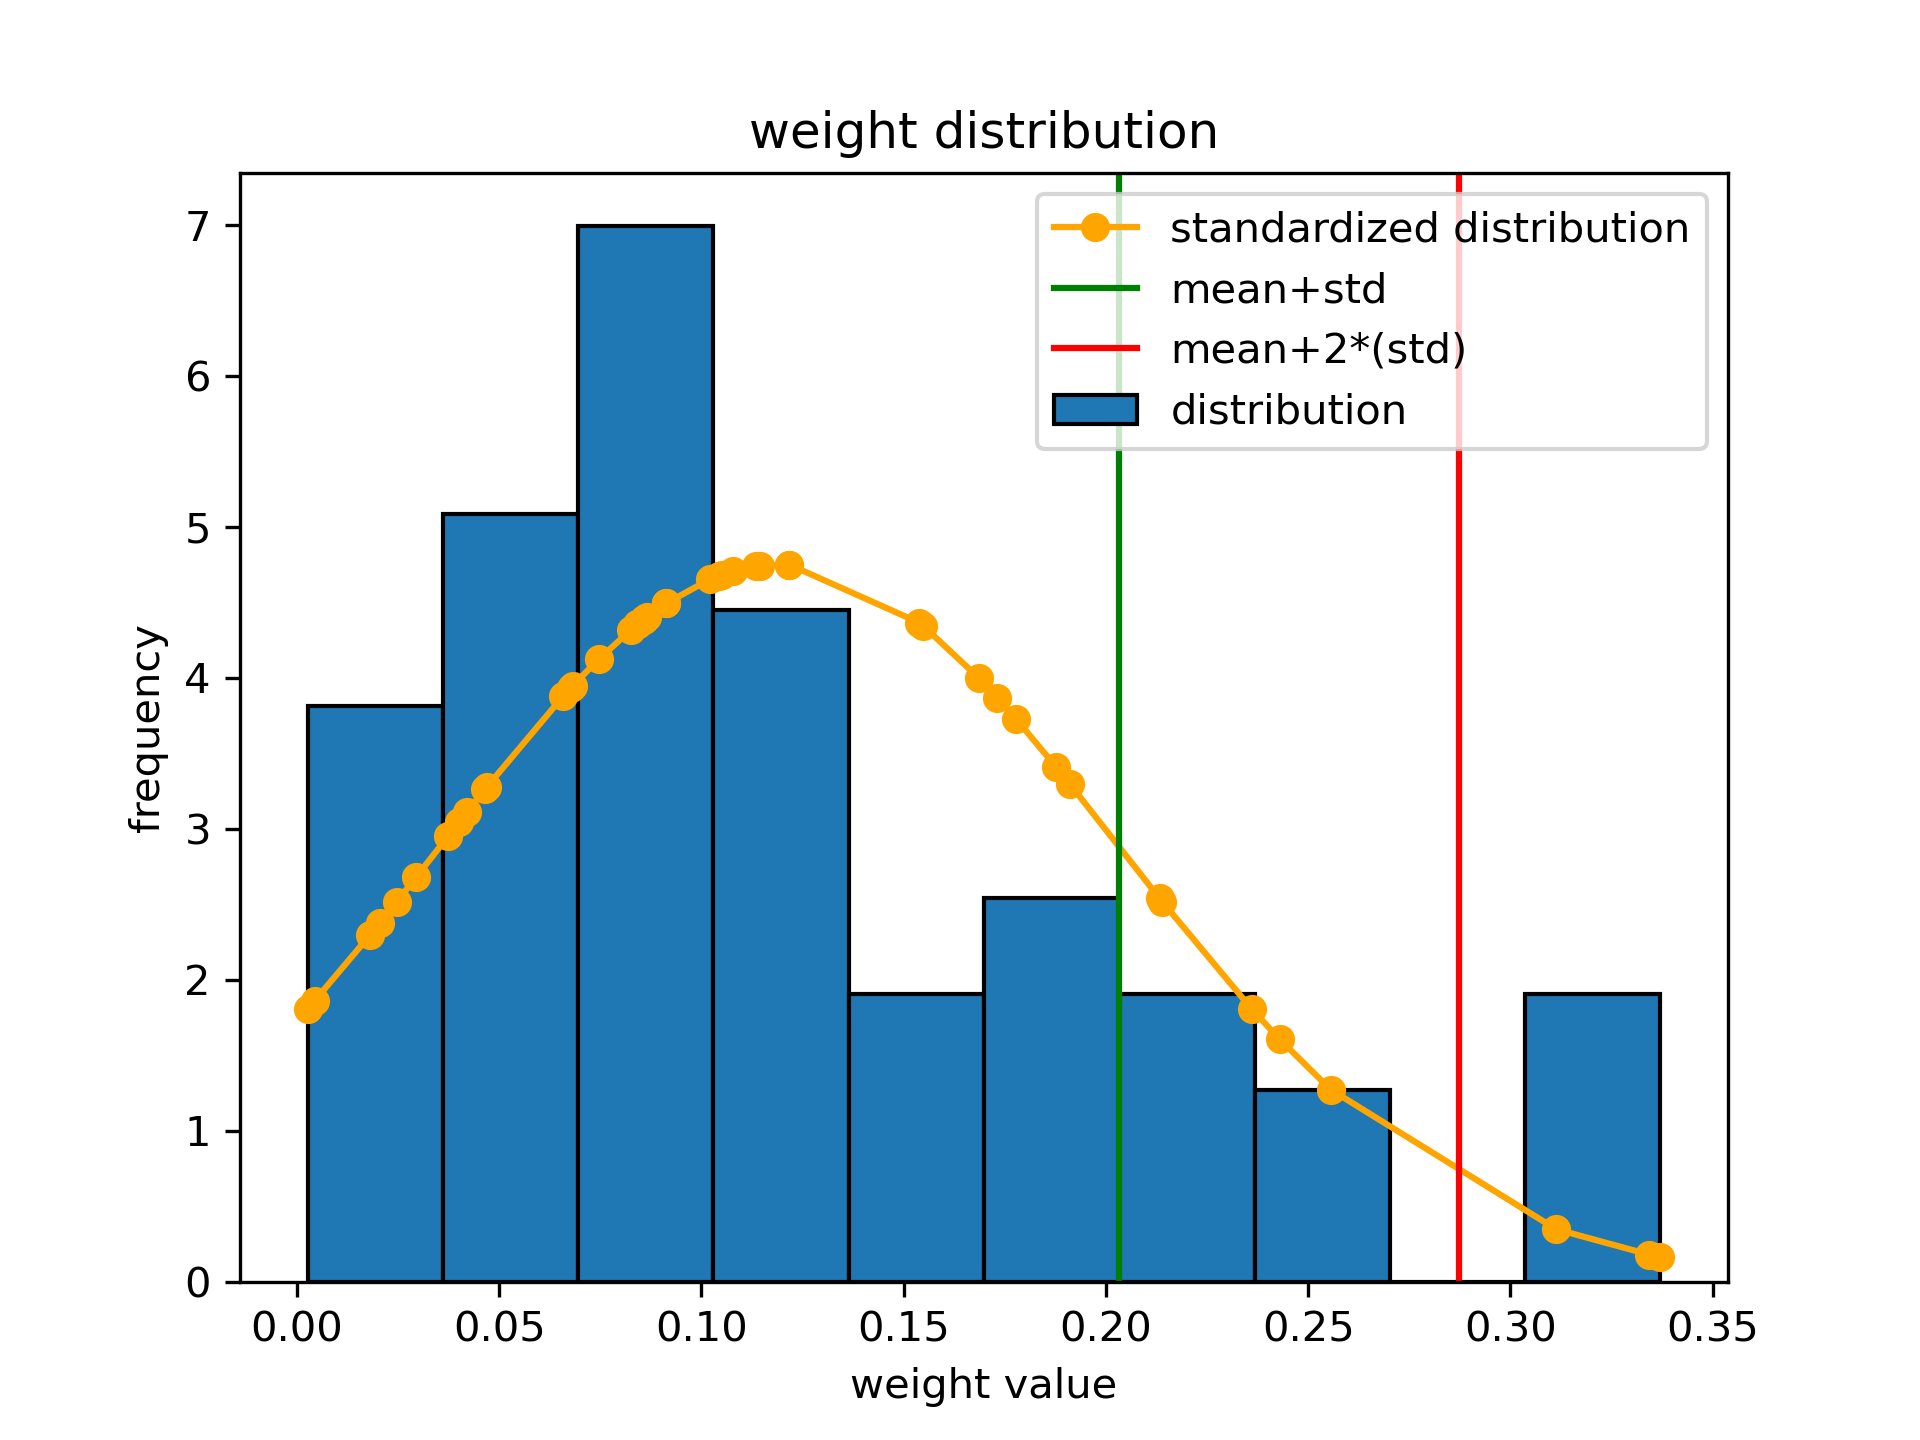 weight distribution
standardized distribution
mean+std
mean+2*(std)
distribution
frequency
7
6
5
4
3
2
1
0
0.00 0.05 0.10 0.15 0.20 0.25 0.30 0.35
weight value